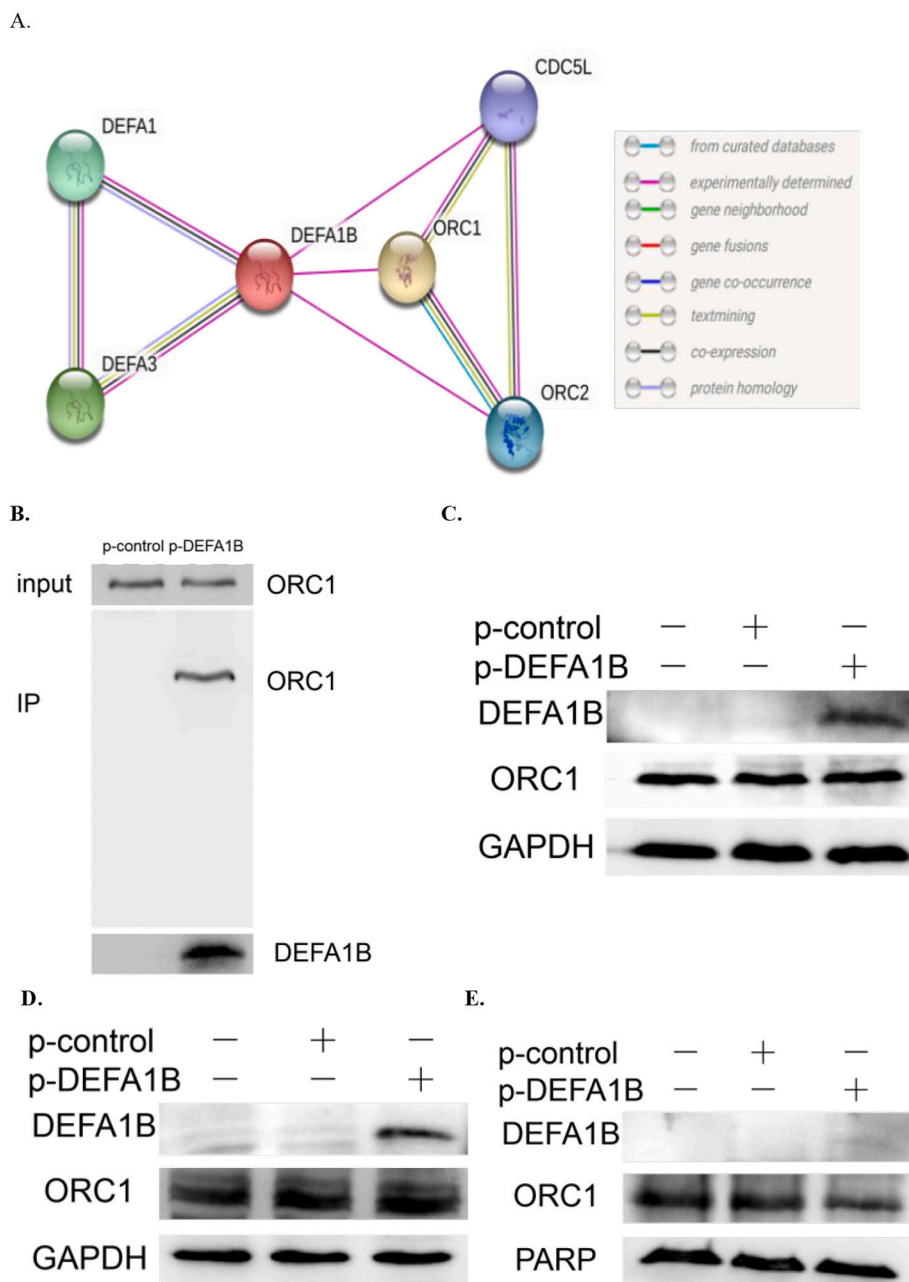 A.
CDC5L
DEFA1
DEFA1B
ORC1
DEFA3
ORC2
from curated databases
experimentally determined
gene neighborhood
gene fusions
gene co-occurrence
textmining
co-expression
protein homology
B.
p-control p-DEFA1B
input ORC1
IP ORC1
DEFA1B
C.
p-control − + −
p-DEFA1B − − +
DEFA1B
ORC1
GAPDH
D.
p-control − + −
p-DEFA1B − − +
DEFA1B
ORC1
GAPDH
E.
p-control − + −
p-DEFA1B − − +
DEFA1B
ORC1
PARP